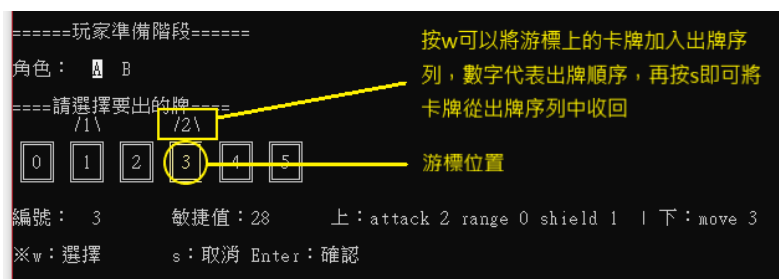 ======玩家準備階段======
角色： A B
====請選擇要出的牌====
/1\ /2\
0 1 2 3 4 5
編號： 3 敏捷值：28 上：attack 2 range 0 shield 1 | 下：move 3
※w：選擇 s：取消 Enter：確認
按w可以將游標上的卡牌加入出牌序
列，數字代表出牌順序，再按s即可將
卡牌從出牌序列中收回
游標位置